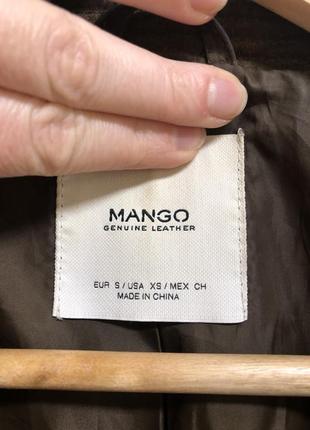 MANGO
GENUINE LEATHER
EUR S / USA XS / MEX CH
MADE IN CHINA